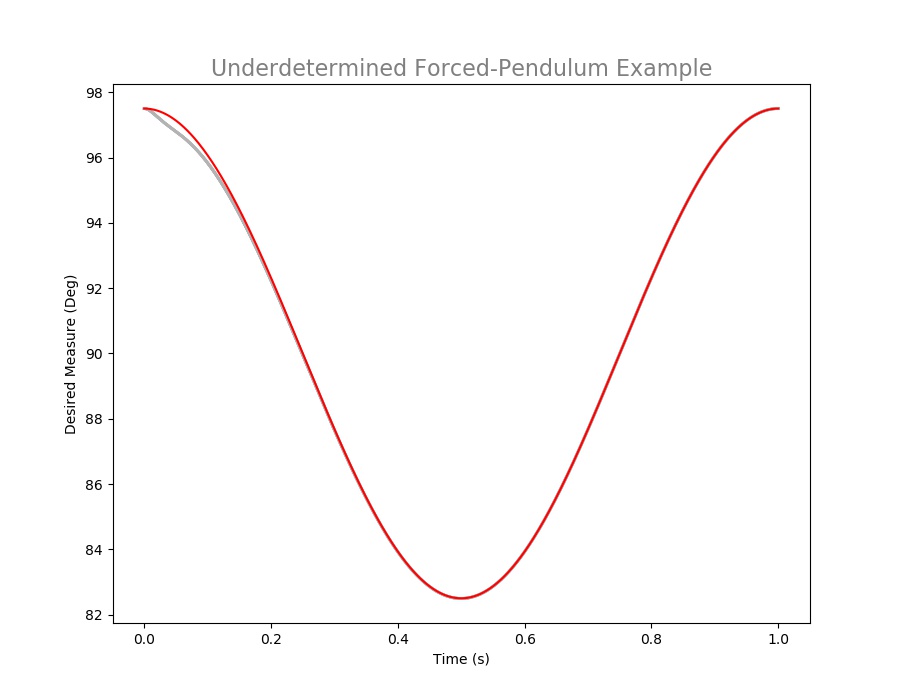 Underdetermined Forced-Pendulum Example
98
96
94
92
90
88
86
84
82
Desired Measure (Deg)
0.0 0.2 0.4 0.6 0.8 1.0
Time (s)